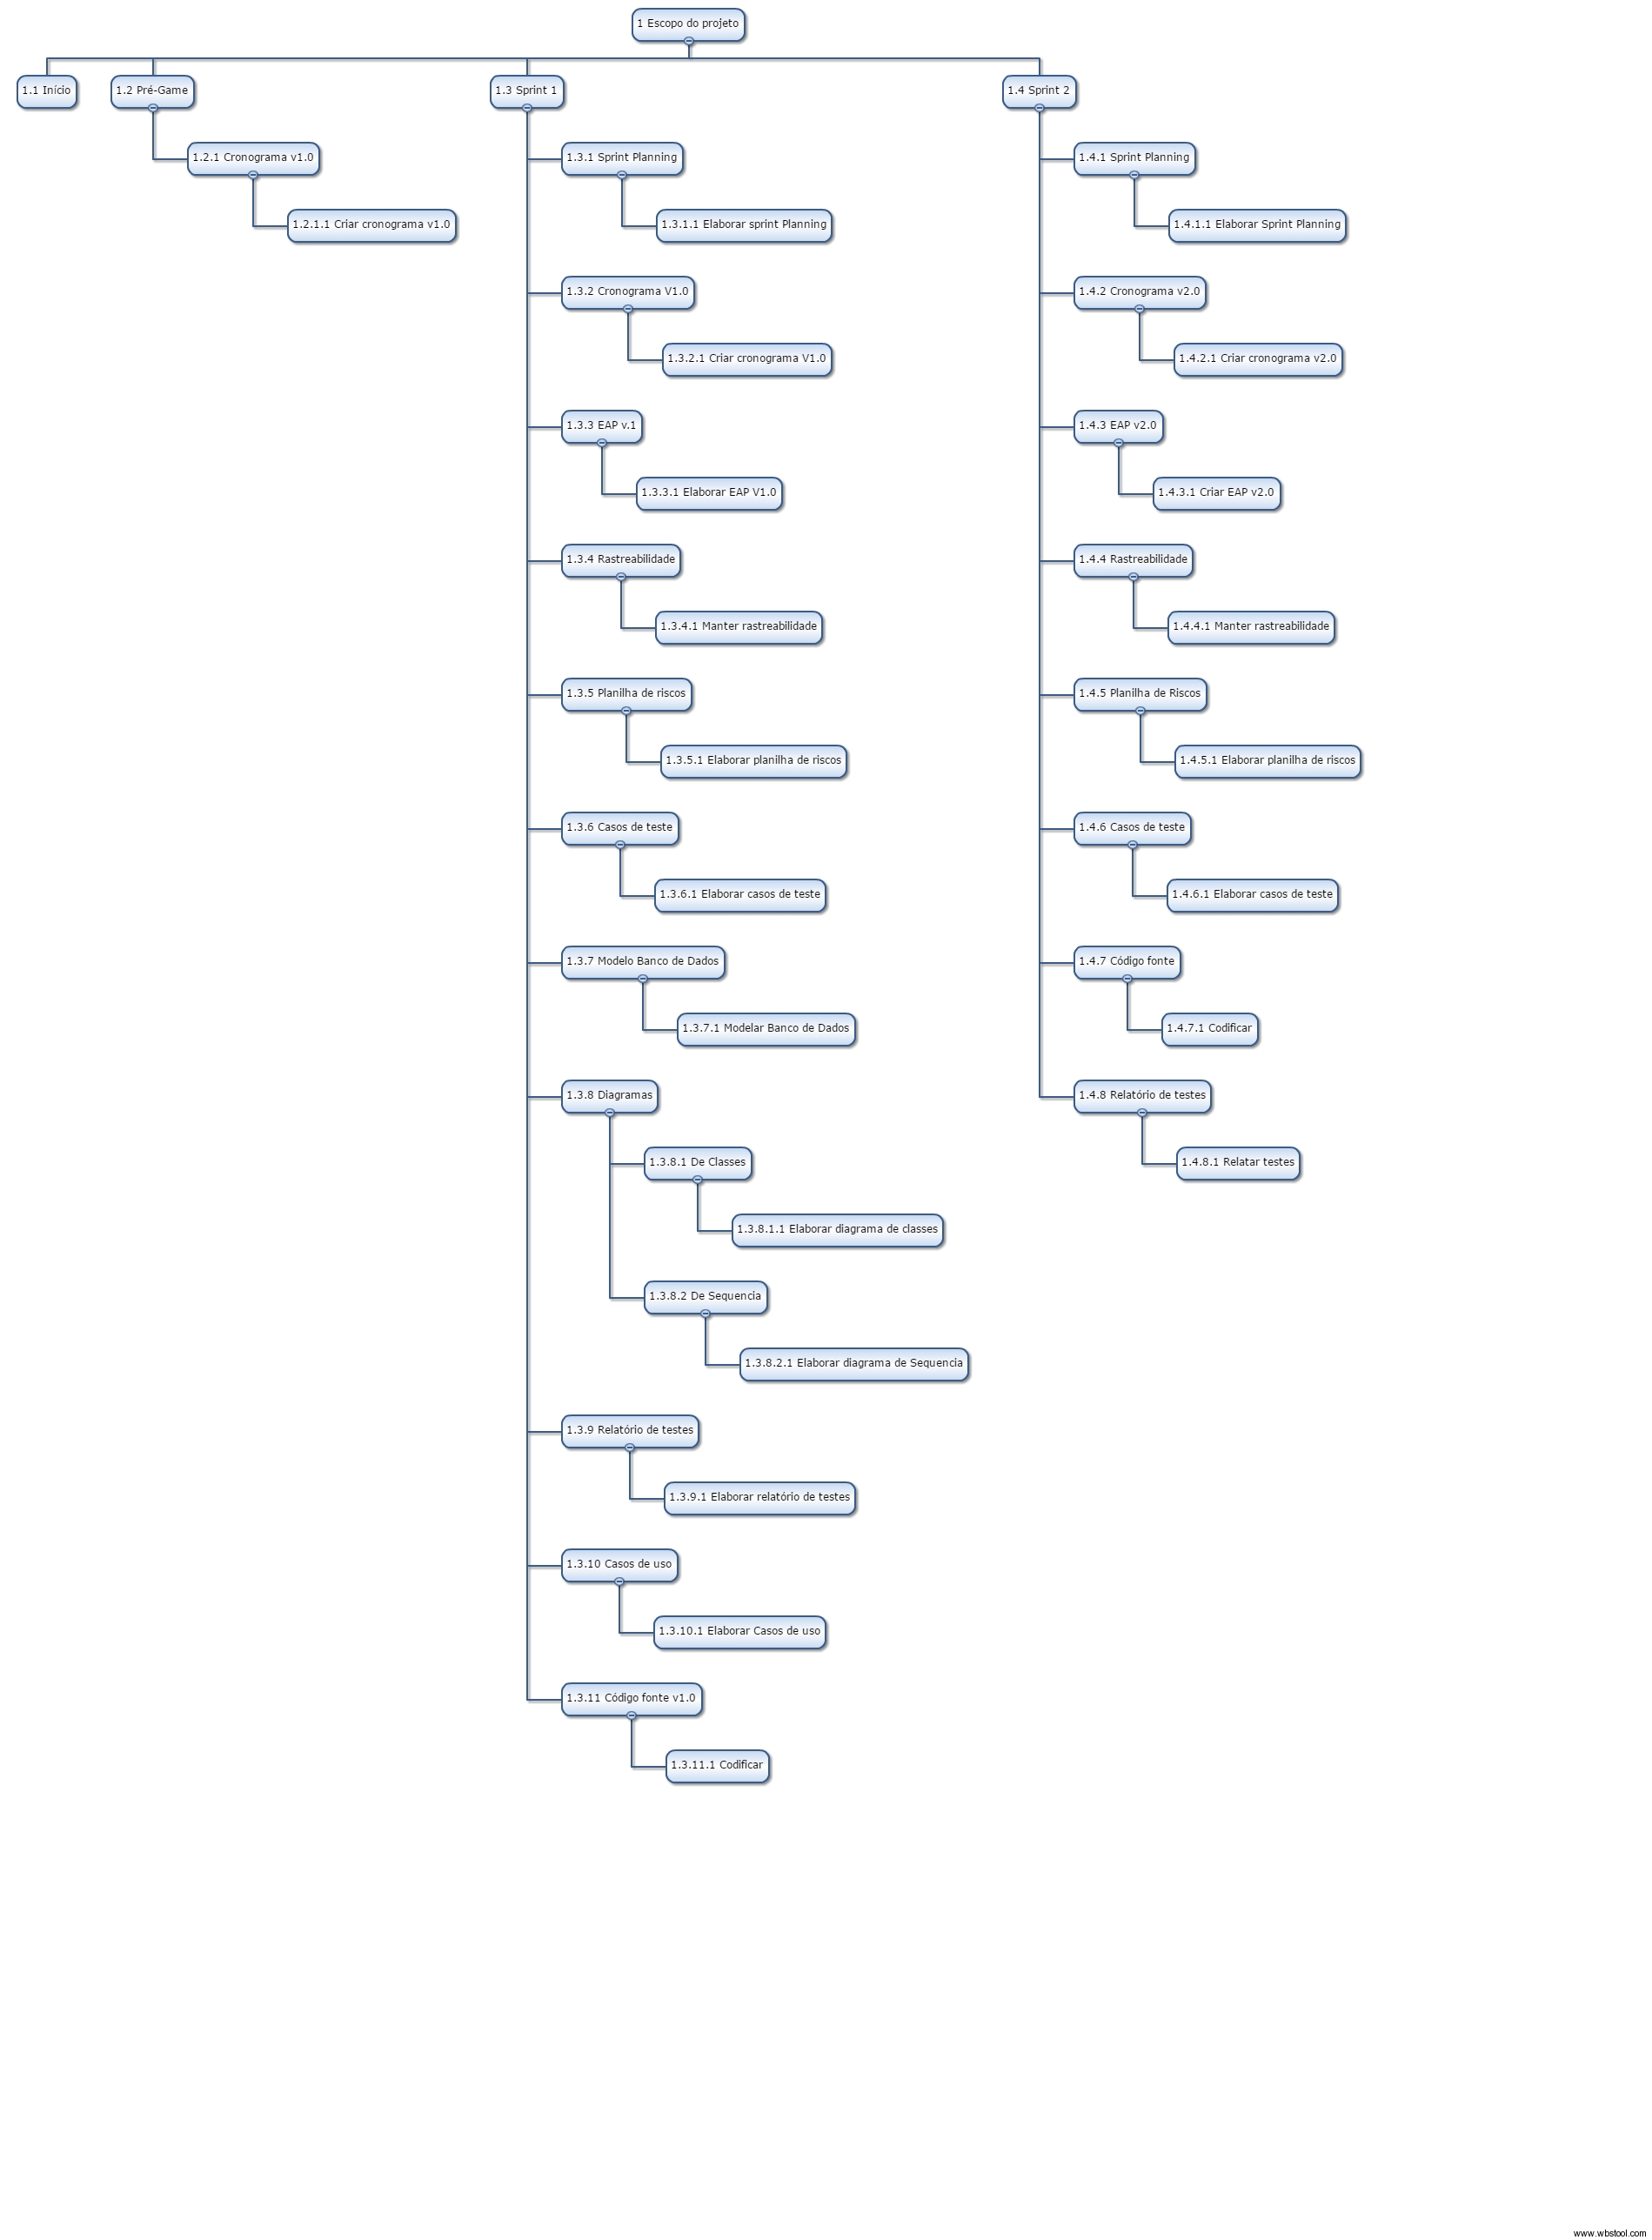 1 Escopo do projeto
1.1 Início
1.2 Pré-Game
1.2.1 Cronograma v1.0
1.2.1.1 Criar cronograma v1.0
1.3 Sprint 1
1.3.1 Sprint Planning
1.3.1.1 Elaborar sprint Planning
1.3.2 Cronograma V1.0
1.3.2.1 Criar cronograma V1.0
1.3.3 EAP v.1
1.3.3.1 Elaborar EAP V1.0
1.3.4 Rastreabilidade
1.3.4.1 Manter rastreabilidade
1.3.5 Planilha de riscos
1.3.5.1 Elaborar planilha de riscos
1.3.6 Casos de teste
1.3.6.1 Elaborar casos de teste
1.3.7 Modelo Banco de Dados
1.3.7.1 Modelar Banco de Dados
1.3.8 Diagramas
1.3.8.1 De Classes
1.3.8.1.1 Elaborar diagrama de classes
1.3.8.2 De Sequencia
1.3.8.2.1 Elaborar diagrama de Sequencia
1.3.9 Relatório de testes
1.3.9.1 Elaborar relatório de testes
1.3.10 Casos de uso
1.3.10.1 Elaborar Casos de uso
1.3.11 Código fonte v1.0
1.3.11.1 Codificar
1.4 Sprint 2
1.4.1 Sprint Planning
1.4.1.1 Elaborar Sprint Planning
1.4.2 Cronograma v2.0
1.4.2.1 Criar cronograma v2.0
1.4.3 EAP v2.0
1.4.3.1 Criar EAP v2.0
1.4.4 Rastreabilidade
1.4.4.1 Manter rastreabilidade
1.4.5 Planilha de Riscos
1.4.5.1 Elaborar planilha de riscos
1.4.6 Casos de teste
1.4.6.1 Elaborar casos de teste
1.4.7 Código fonte
1.4.7.1 Codificar
1.4.8 Relatório de testes
1.4.8.1 Relatar testes
www.wbstool.com